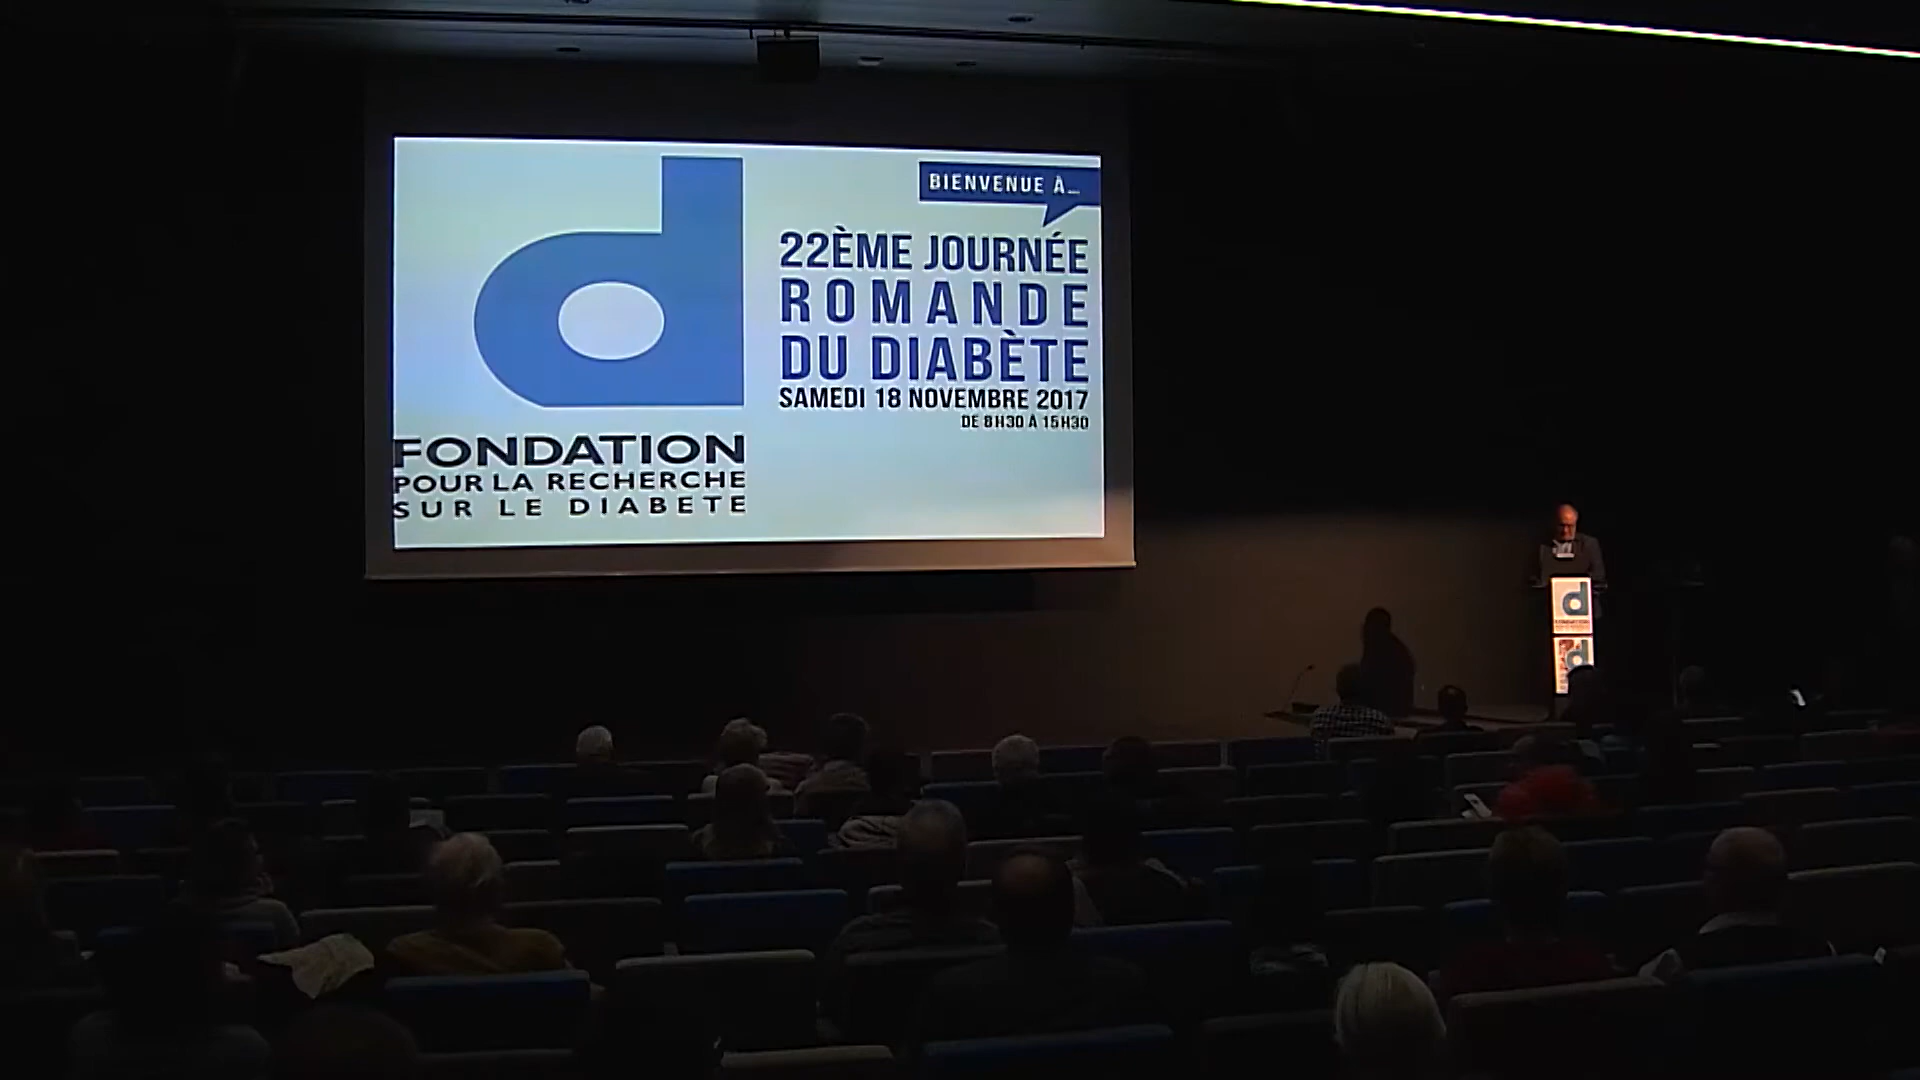 BIENVENUE À...
22ÈME JOURNÉE
ROMANDE
DU DIABÈTE
SAMEDI 18 NOVEMBRE 2017
DE 8H30 À 15H30
d
FONDATION
POUR LA RECHERCHE
SUR LE DIABETE
d
FONDATION